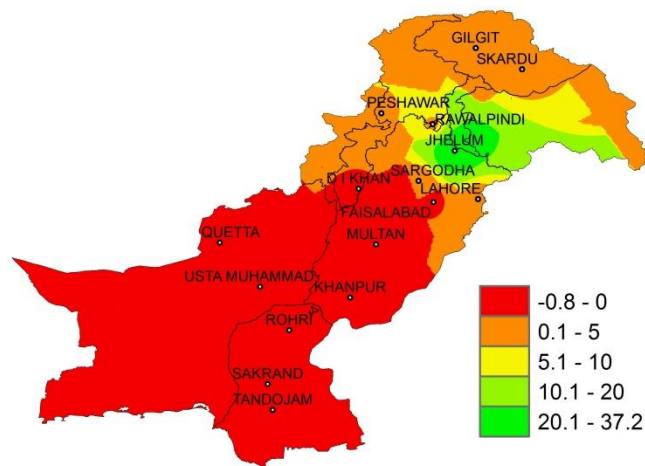 GILGIT
SKARDU
PESHAWAR
RAWALPINDI
JHELUM
SARGODHA
D I KHAN
LAHORE
FAISALABAD
QUETTA
MULTAN
USTA MUHAMMAD
KHANPUR
ROHRI
SAKRAND
TANDOJAM
-0.8 - 0
0.1 - 5
5.1 - 10
10.1 - 20
20.1 - 37.2